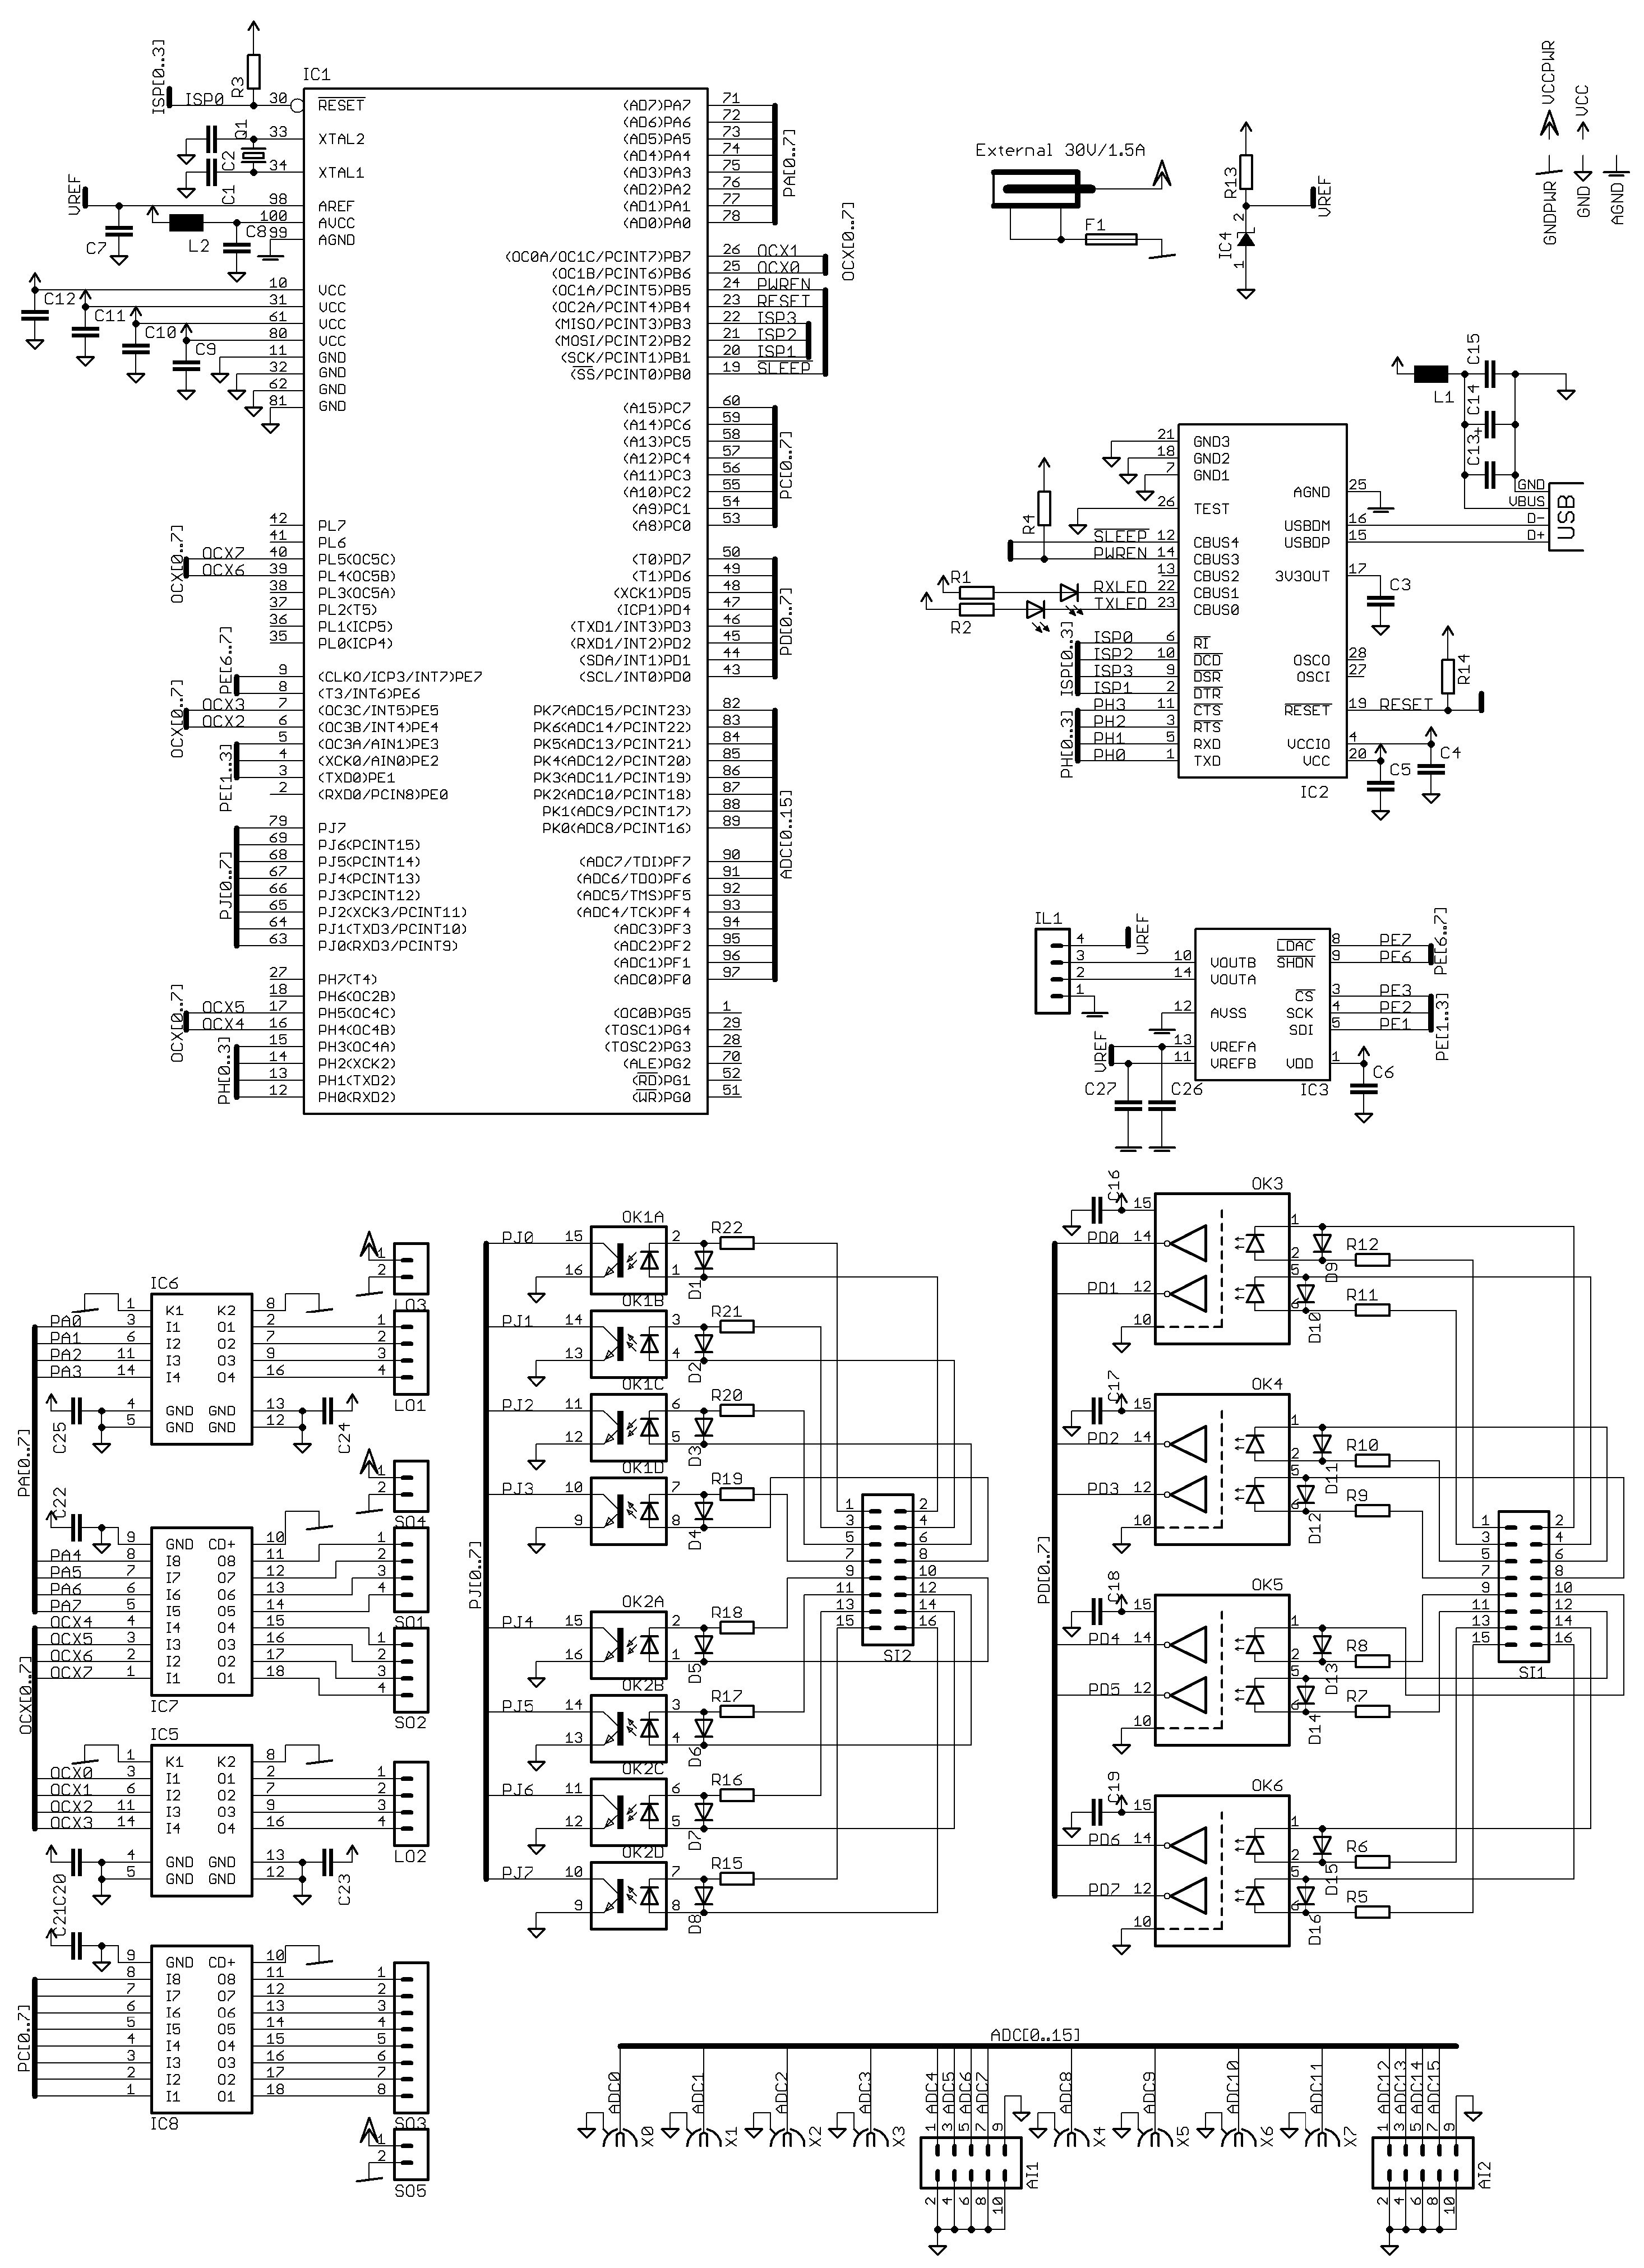 ISP[0..3]
ISP0
R3
IC1
30 RESET
33 XTAL2
34 XTAL1
Q1
C2
C1
VREF
98 AREF
100 AVCC
99 AGND
C7
L2
C8
10 VCC
31 VCC
61 VCC
80 VCC
11 GND
32 GND
62 GND
81 GND
C12
C11
C10
C9
42 PL7
41 PL6
OCX7 40 PL5(OC5C)
OCX6 39 PL4(OC5B)
38 PL3(OC5A)
37 PL2(T5)
36 PL1(ICP5)
35 PL0(ICP4)
OCX[0..7]
PE[6..7]
9 (CLKO/ICP3/INT7)PE7
8 (T3/INT6)PE6
OCX3 7 (OC3C/INT5)PE5
OCX2 6 (OC3B/INT4)PE4
5 (OC3A/AIN1)PE3
4 (XCK0/AIN0)PE2
3 (TXD0)PE1
2 (RXD0/PCIN8)PE0
OCX[0..7]
PE[1..3]
79 PJ7
69 PJ6(PCINT15)
68 PJ5(PCINT14)
67 PJ4(PCINT13)
66 PJ3(PCINT12)
65 PJ2(XCK3/PCINT11)
64 PJ1(TXD3/PCINT10)
63 PJ0(RXD3/PCINT9)
PJ[0..7]
27 PH7(T4)
18 PH6(OC2B)
OCX5 17 PH5(OC4C)
OCX4 16 PH4(OC4B)
15 PH3(OC4A)
14 PH2(XCK2)
13 PH1(TXD2)
12 PH0(RXD2)
OCX[0..7]
PH[0..3]
(AD7)PA7 71
(AD6)PA6 72
(AD5)PA5 73
(AD4)PA4 74
(AD3)PA3 75
(AD2)PA2 76
(AD1)PA1 77
(AD0)PA0 78
PA[0..7]
(OC0A/OC1C/PCINT7)PB7 26 OCX1
(OC1B/PCINT6)PB6 25 OCX0
(OC1A/PCINT5)PB5 24 PWREN
(OC2A/PCINT4)PB4 23 RESET
(MISO/PCINT3)PB3 22 ISP3
(MOSI/PCINT2)PB2 21 ISP2
(SCK/PCINT1)PB1 20 ISP1
(SS/PCINT0)PB0 19 SLEEP
OCX[0..7]
(A15)PC7 60
(A14)PC6 59
(A13)PC5 58
(A12)PC4 57
(A11)PC3 56
(A10)PC2 55
(A9)PC1 54
(A8)PC0 53
PC[0..7]
(T0)PD7 50
(T1)PD6 49
(XCK1)PD5 48
(ICP1)PD4 47
(TXD1/INT3)PD3 46
(RXD1/INT2)PD2 45
(SDA/INT1)PD1 44
(SCL/INT0)PD0 43
PD[0..7]
PK7(ADC15/PCINT23) 82
PK6(ADC14/PCINT22) 83
PK5(ADC13/PCINT21) 84
PK4(ADC12/PCINT20) 85
PK3(ADC11/PCINT19) 86
PK2(ADC10/PCINT18) 87
PK1(ADC9/PCINT17) 88
PK0(ADC8/PCINT16) 89
(ADC7/TDI)PF7 90
(ADC6/TDO)PF6 91
(ADC5/TMS)PF5 92
(ADC4/TCK)PF4 93
(ADC3)PF3 94
(ADC2)PF2 95
(ADC1)PF1 96
(ADC0)PF0 97
ADC[0..15]
(OC0B)PG5 1
(TOSC1)PG4 29
(TOSC2)PG3 28
(ALE)PG2 70
(RD)PG1 52
(WR)PG0 51
External 30V/1.5A
F1
R13
VREF
IC4
2
1
VCCPWR
VCC
GNDPWR
GND
AGND
L1
C15
C14
C13
+
GND
VBUS
D-
D+
USB
21 GND3
18 GND2
7 GND1
26 TEST
SLEEP 12 CBUS4
PWREN 14 CBUS3
13 CBUS2
RXLED 22 CBUS1
TXLED 23 CBUS0
R4
R1
R2
ISP[0..3]
ISP0 6 RI
ISP2 10 DCD
ISP3 9 DSR
ISP1 2 DTR
PH3 11 CTS
PH2 3 RTS
PH1 5 RXD
PH0 1 TXD
PH[0..3]
AGND 25
USBDM 16
USBDP 15
3V3OUT 17
C3
OSCO 28
OSCI 27
RESET 19 RESET
R14
VCCIO 4
VCC 20
C4
C5
IC2
IL1
4
3
2
1
VREF
10 VOUTB
14 VOUTA
12 AVSS
13 VREFA
11 VREFB
VREF
LDAC 8 PE7
SHDN 9 PE6
CS 3 PE3
SCK 4 PE2
SDI 5 PE1
VDD 1
PE[6..7]
PE[1..3]
C6
IC3
C27
C26
LO3
1
2
IC6
1 K1 K2 8
PA0 3 I1 O1 2 1
PA1 6 I2 O2 7 2
PA2 11 I3 O3 9 3
PA3 14 I4 O4 16 4
4 GND GND 13
5 GND GND 12
LO1
C25
C24
PA[0..7]
1
2
SO4
C22
9 GND CD+ 10
PA4 8 I8 O8 11 1
PA5 7 I7 O7 12 2
PA6 6 I6 O6 13 3
PA7 5 I5 O5 14 4
SO1
OCX4 4 I4 O4 15 1
OCX5 3 I3 O3 16 2
OCX6 2 I2 O2 17 3
OCX7 1 I1 O1 18 4
SO2
IC7
OCX[0..7]
IC5
1 K1 K2 8
OCX0 3 I1 O1 2 1
OCX1 6 I2 O2 7 2
OCX2 11 I3 O3 9 3
OCX3 14 I4 O4 16 4
4 GND GND 13
5 GND GND 12
LO2
C20
C23
C21
9 GND CD+ 10
8 I8 O8 11 1
7 I7 O7 12 2
6 I6 O6 13 3
5 I5 O5 14 4
4 I4 O4 15 5
3 I3 O3 16 6
2 I2 O2 17 7
1 I1 O1 18 8
PC[0..7]
IC8
SO3
1
2
SO5
PJ[0..7]
OK1A
PJ0 15 16 2 1 R22 D1
OK1B
PJ1 14 13 3 4 R21 D2
OK1C
PJ2 11 12 6 5 R20 D3
OK1D
PJ3 10 9 7 8 R19 D4
OK2A
PJ4 15 16 2 1 R18 D5
OK2B
PJ5 14 13 3 4 R17 D6
OK2C
PJ6 11 12 6 5 R16 D7
OK2D
PJ7 10 9 7 8 R15 D8
1 2
3 4
5 6
7 8
9 10
11 12
13 14
15 16
SI2
PD[0..7]
C16 15 OK3
PD0 14 1 2 R12 D9
PD1 12 5 6 R11 D10
10
C17 15 OK4
PD2 14 1 2 R10 D11
PD3 12 5 6 R9 D12
10
C18 15 OK5
PD4 14 1 2 R8 D13
PD5 12 5 6 R7 D14
10
C19 15 OK6
PD6 14 1 2 R6 D15
PD7 12 5 6 R5 D16
10
1 2
3 4
5 6
7 8
9 10
11 12
13 14
15 16
SI1
ADC[0..15]
ADC0 X0
ADC1 X1
ADC2 X2
ADC3 X3
ADC4 1
ADC5 3
ADC6 5
ADC7 7
9
2 4 6 8 10
AI1
ADC8 X4
ADC9 X5
ADC10 X6
ADC11 X7
ADC12 1
ADC13 3
ADC14 5
ADC15 7
9
2 4 6 8 10
AI2